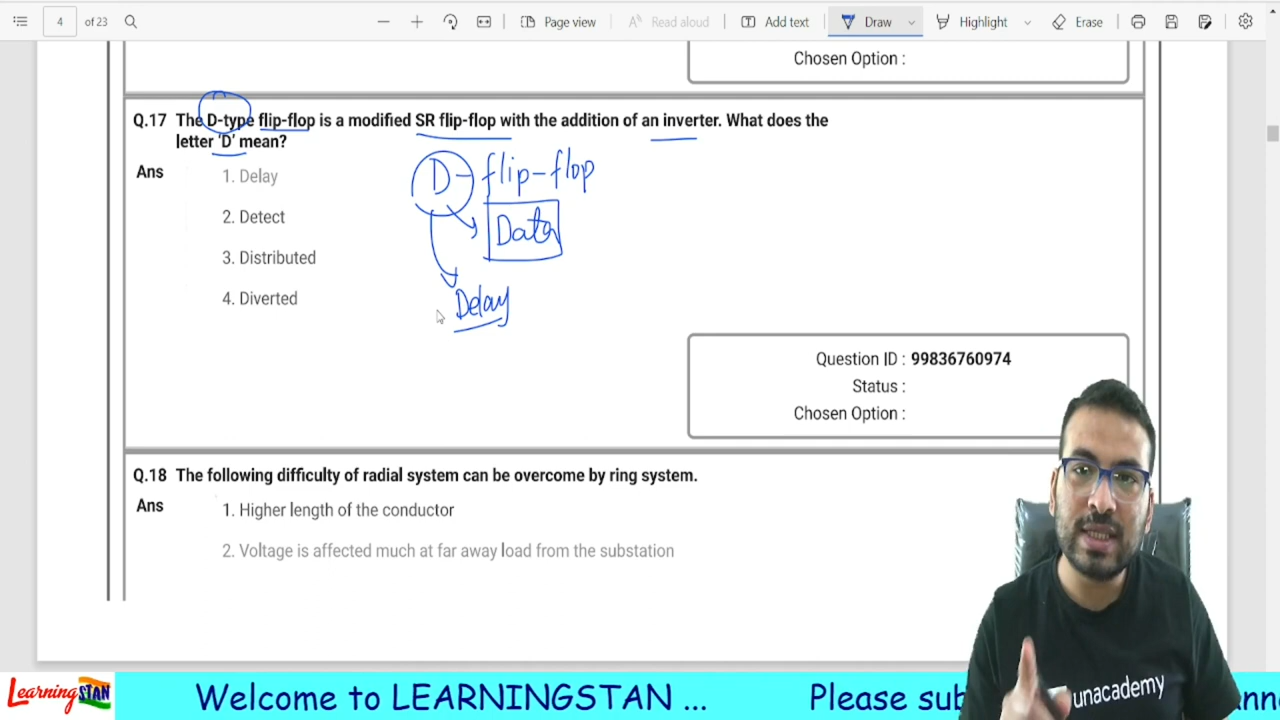 4 of 23 Page view Read aloud Add text Draw Highlight Erase
Chosen Option :
Q.17 The D-type flip-flop is a modified SR flip-flop with the addition of an inverter. What does the
letter 'D' mean?
Ans 1. Delay
2. Detect
3. Distributed
4. Diverted
D - flip-flop
Data
Delay
Question ID : 99836760974
Status :
Chosen Option :
Q.18 The following difficulty of radial system can be overcome by ring system.
Ans 1. Higher length of the conductor
2. Voltage is affected much at far away load from the substation
unacademy
LearningSTAN Welcome to LEARNINGSTAN ... Please sub